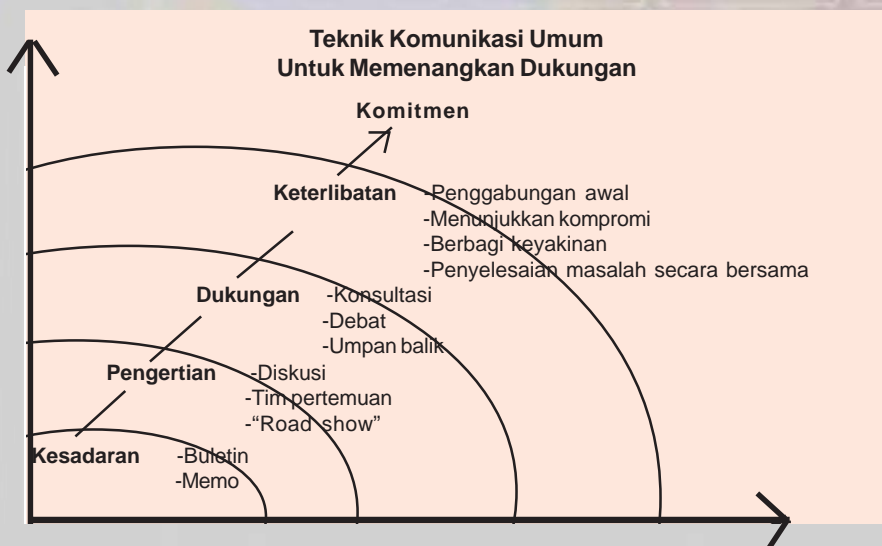 Teknik Komunikasi Umum
Untuk Memenangkan Dukungan
Komitmen
Keterlibatan -Penggabungan awal
-Menunjukkan kompromi
-Berbagi keyakinan
-Penyelesaian masalah secara bersama
Dukungan -Konsultasi
-Debat
-Umpan balik
Pengertian -Diskusi
-Tim pertemuan
-“Road show”
Kesadaran -Buletin
-Memo